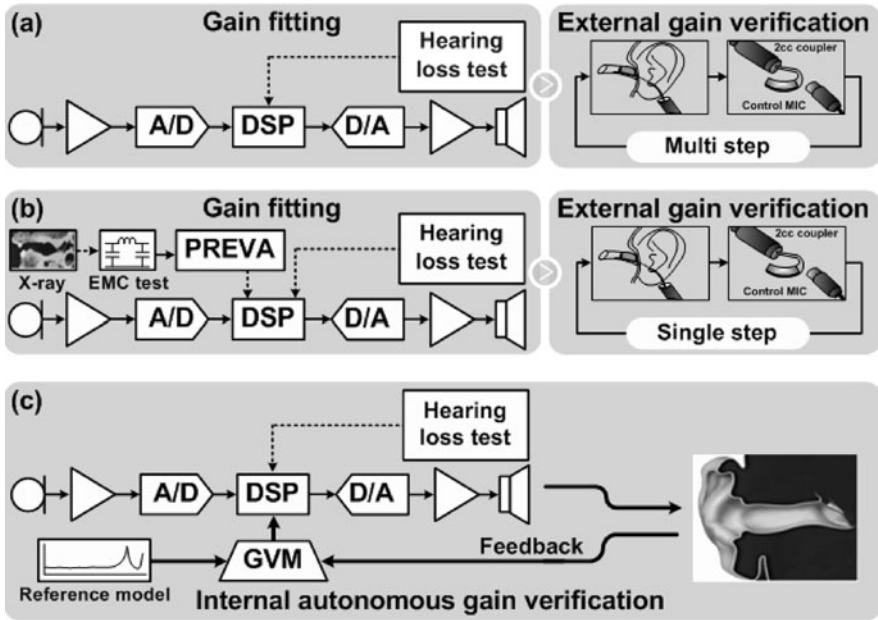 (a)
Gain fitting
Hearing
loss test
A/D
DSP
D/A
External gain verification
2cc coupler
Control MIC
Multi step
(b)
Gain fitting
X-ray
EMC test
PREVA
Hearing
loss test
A/D
DSP
D/A
External gain verification
2cc coupler
Control MIC
Single step
(c)
Hearing
loss test
A/D
DSP
D/A
Feedback
GVM
Reference model
Internal autonomous gain verification